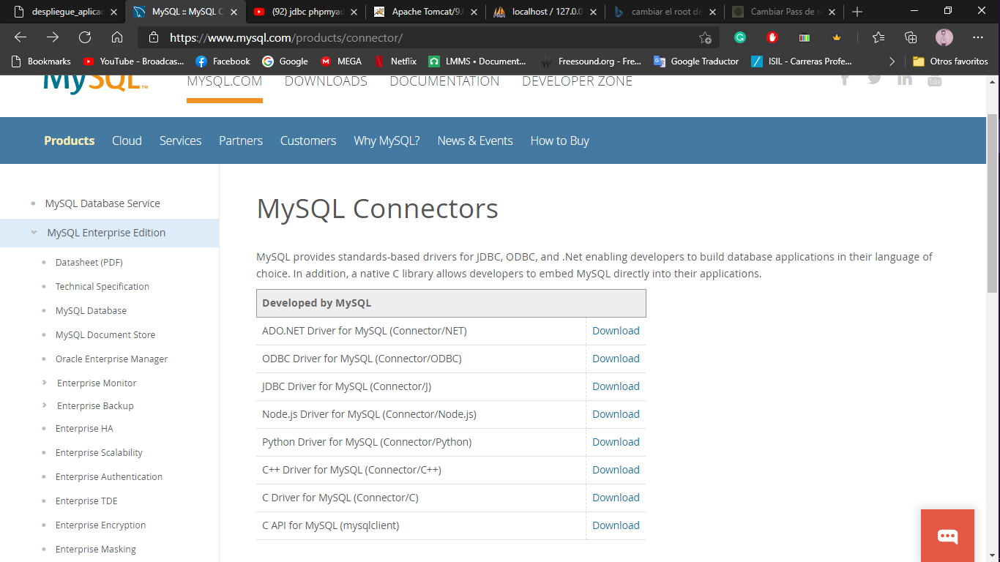 despliegue_aplicac
MySQL :: MySQL C
(92) jdbc phpmyad
Apache Tomcat/9.0
localhost / 127.0.0
cambiar el root de
Cambiar Pass de r
https://www.mysql.com/products/connector/
Bookmarks
YouTube - Broadcas...
Facebook
Google
MEGA
Netflix
LMMS • Document...
Freesound.org - Fre...
Google Traductor
ISIL - Carreras Profe...
Otros favoritos
MySQL™
MYSQL.COM
DOWNLOADS
DOCUMENTATION
DEVELOPER ZONE
Products
Cloud
Services
Partners
Customers
Why MySQL?
News & Events
How to Buy
MySQL Database Service
MySQL Enterprise Edition
Datasheet (PDF)
Technical Specification
MySQL Database
MySQL Document Store
Oracle Enterprise Manager
Enterprise Monitor
Enterprise Backup
Enterprise HA
Enterprise Scalability
Enterprise Authentication
Enterprise TDE
Enterprise Encryption
Enterprise Masking
MySQL Connectors
MySQL provides standards-based drivers for JDBC, ODBC, and .Net enabling developers to build database applications in their language of
choice. In addition, a native C library allows developers to embed MySQL directly into their applications.
Developed by MySQL
ADO.NET Driver for MySQL (Connector/NET) Download
ODBC Driver for MySQL (Connector/ODBC) Download
JDBC Driver for MySQL (Connector/J) Download
Node.js Driver for MySQL (Connector/Node.js) Download
Python Driver for MySQL (Connector/Python) Download
C++ Driver for MySQL (Connector/C++) Download
C Driver for MySQL (Connector/C) Download
C API for MySQL (mysqlclient) Download